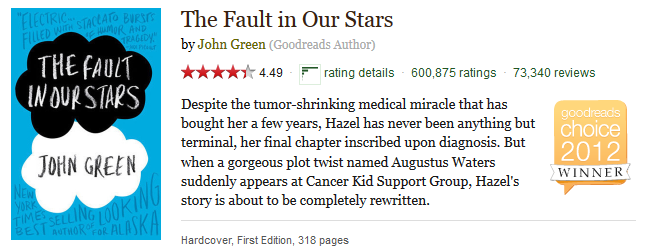 "ELECTRIC—
FILLED WITH STACCATO BURSTS
OF HUMOR AND
TRAGEDY."
THE FAULT
IN OUR STARS
JOHN GREEN
NEW
YORK
TIMES
BEST-SELLING
AUTHOR OF
LOOKING
FOR ALASKA
The Fault in Our Stars
by John Green (Goodreads Author)
4.49 · rating details · 600,875 ratings · 73,340 reviews
Despite the tumor-shrinking medical miracle that has
bought her a few years, Hazel has never been anything but
terminal, her final chapter inscribed upon diagnosis. But
when a gorgeous plot twist named Augustus Waters
suddenly appears at Cancer Kid Support Group, Hazel's
story is about to be completely rewritten.
goodreads
choice
2012
WINNER
Hardcover, First Edition, 318 pages